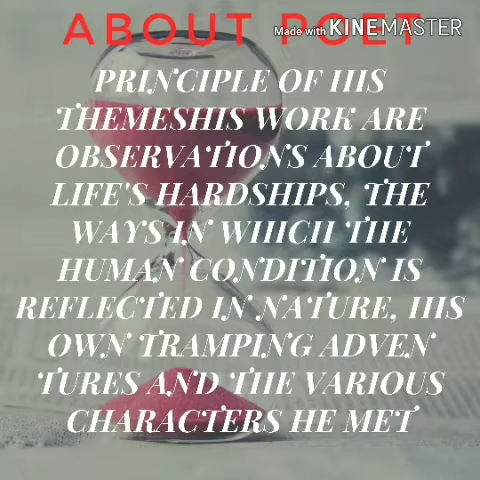 ABOUT POET
Made with KINEMASTER
PRINCIPLE OF HIS
THEMESHIS WORK ARE
OBSERVATIONS ABOUT
LIFE'S HARDSHIPS, THE
WAYS IN WHICH THE
HUMAN CONDITION IS
REFLECTED IN NATURE, HIS
OWN TRAMPING ADVEN
TURES AND THE VARIOUS
CHARACTERS HE MET